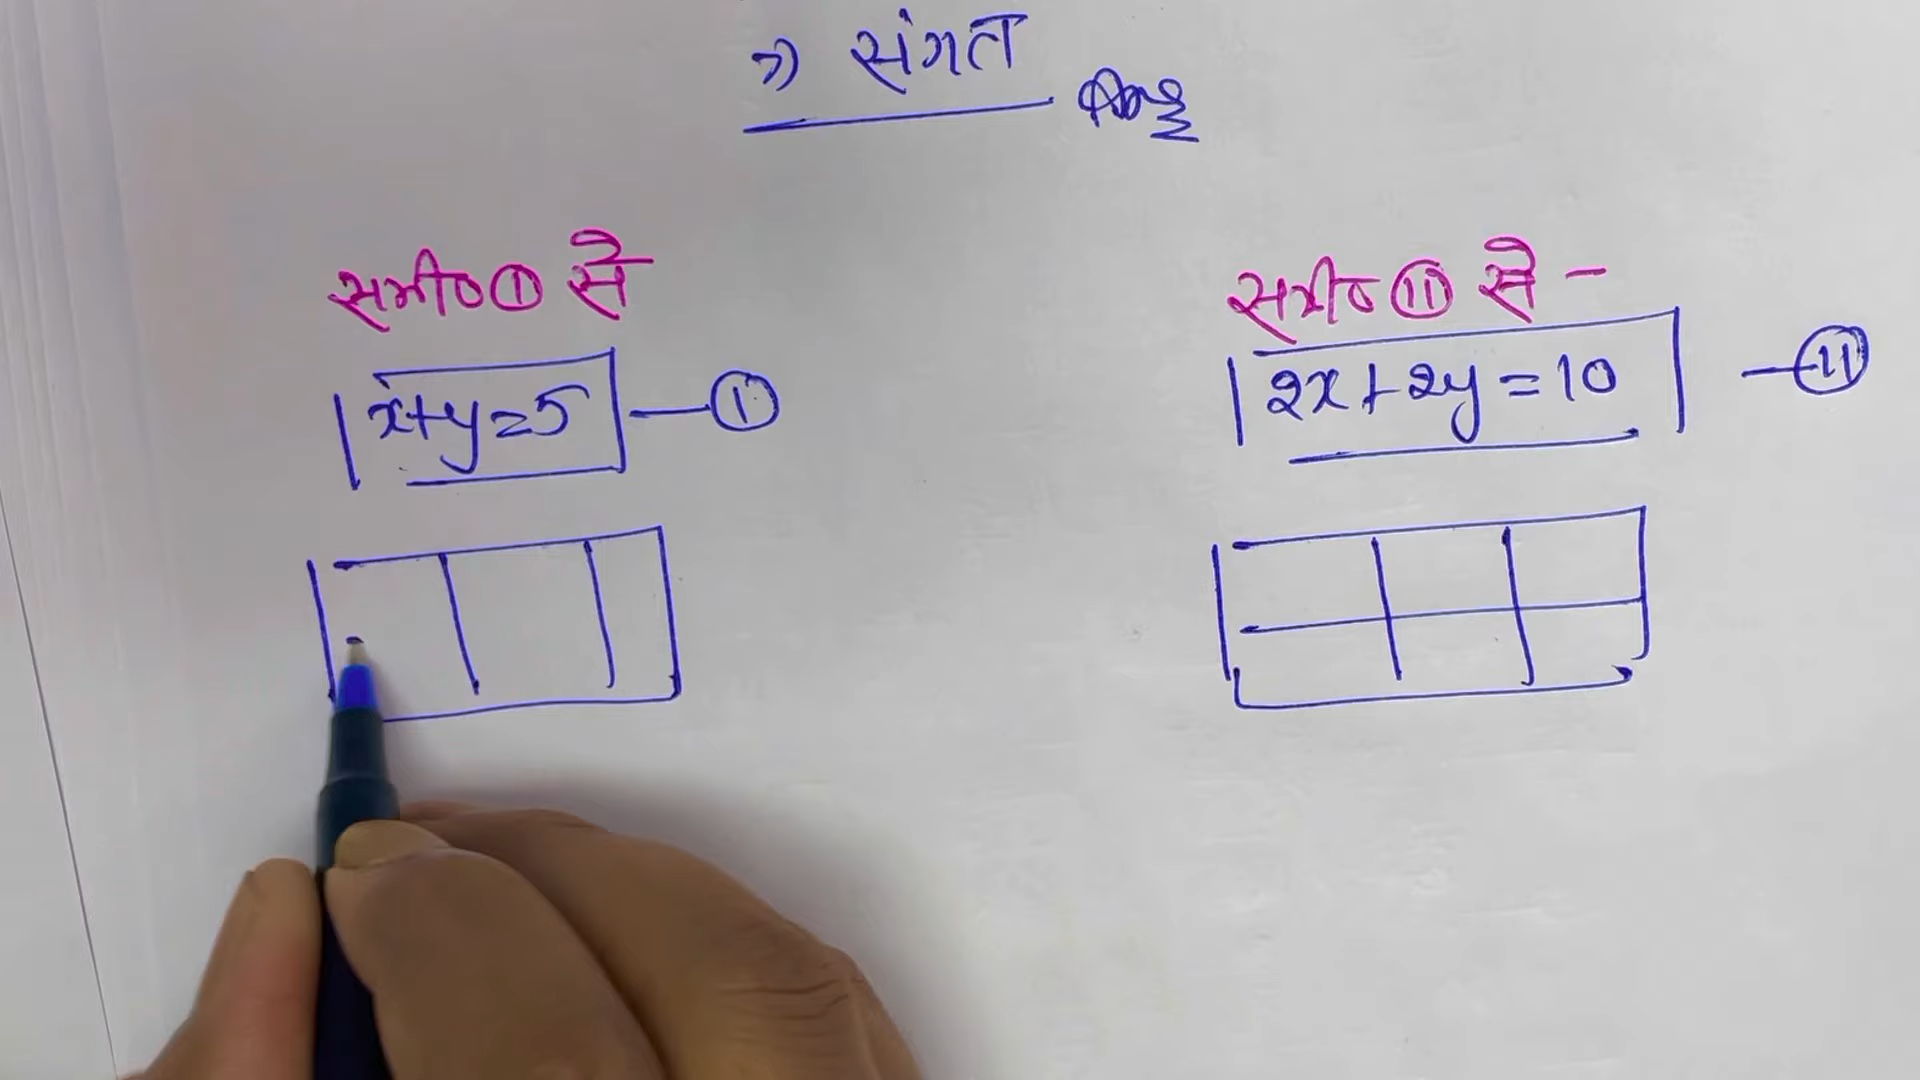 ⇒ संगत
समी० ① से
समी० ⑪ से -
x+y=5 — ①
2x+2y=10 — ⑪